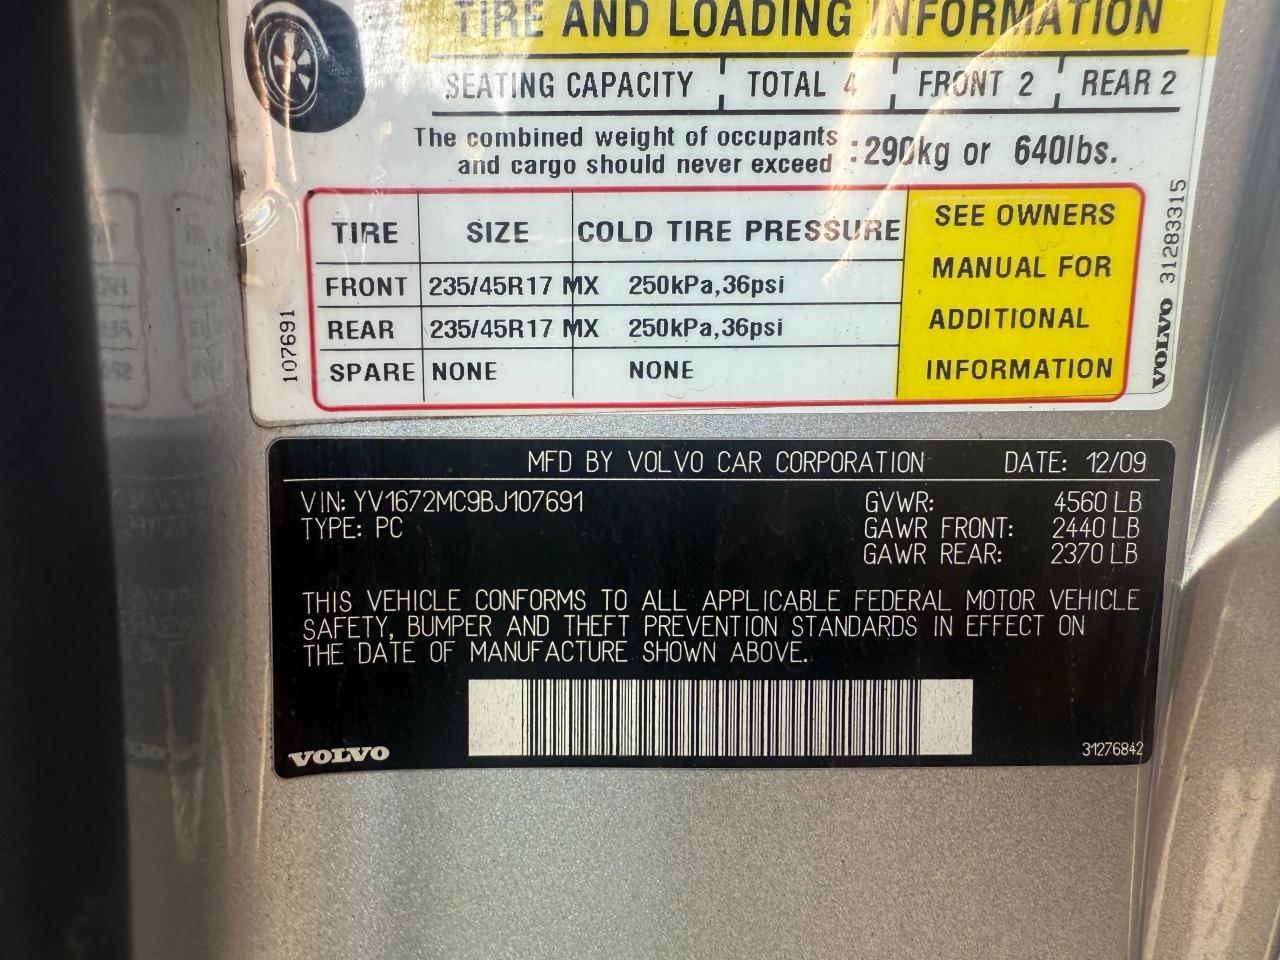 TIRE AND LOADING INFORMATION
SEATING CAPACITY TOTAL 4 FRONT 2 REAR 2
The combined weight of occupants
and cargo should never exceed : 290kg or 640lbs.
TIRE SIZE COLD TIRE PRESSURE
FRONT 235/45R17 MX 250kPa,36psi
REAR 235/45R17 MX 250kPa,36psi
SPARE NONE NONE
SEE OWNERS
MANUAL FOR
ADDITIONAL
INFORMATION
107691
VOLVO 31283315
MFD BY VOLVO CAR CORPORATION DATE: 12/09
VIN: YV1672MC9BJ107691 GVWR: 4560 LB
TYPE: PC GAWR FRONT: 2440 LB
GAWR REAR: 2370 LB
THIS VEHICLE CONFORMS TO ALL APPLICABLE FEDERAL MOTOR VEHICLE
SAFETY, BUMPER AND THEFT PREVENTION STANDARDS IN EFFECT ON
THE DATE OF MANUFACTURE SHOWN ABOVE.
VOLVO 31276842